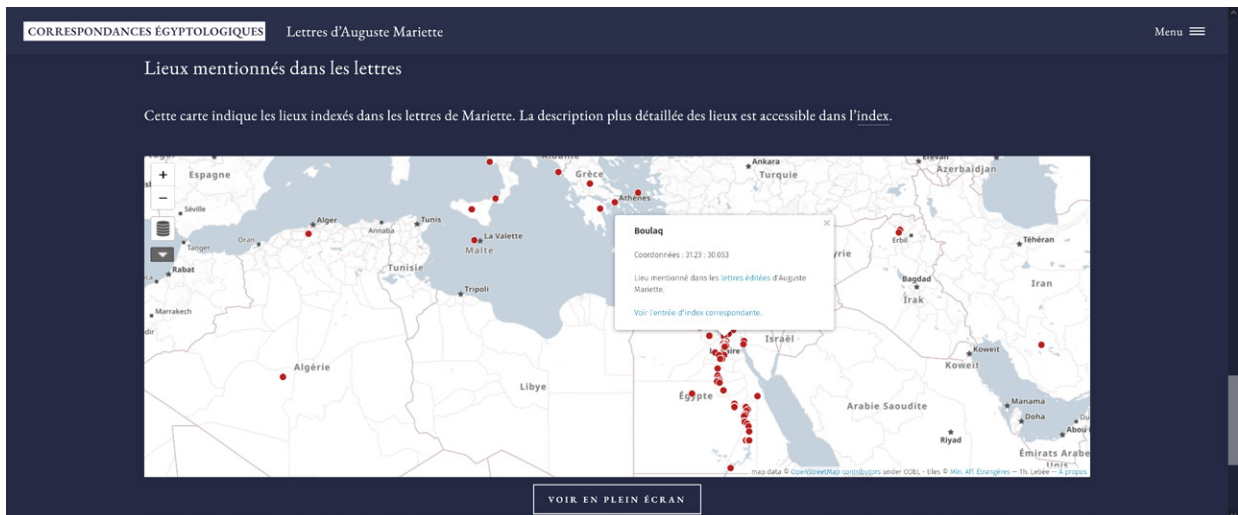 CORRESPONDANCES ÉGYPTOLOGIQUES
Lettres d'Auguste Mariette
Menu
Lieux mentionnés dans les lettres
Cette carte indique les lieux indexés dans les lettres de Mariette. La description plus détaillée des lieux est accessible dans l'index.
+
−
Espagne
Séville
Tanger
Rabat
Marrakech
Oran
Alger
Annaba
Tunis
Tunisie
La Valette
Malte
Tripoli
Algérie
Libye
Grèce
Athènes
Ankara
Turquie
Azerbaïdjan
Erbil
Téhéran
Bagdad
Irak
Iran
Israël
Koweït
Koweït
Égypte
Arabie Saoudite
Riyad
Manama
Doha
Émirats Arabe
Boulaq
×
Coordonnées : 31.23 ; 30.053
Lieu mentionné dans les lettres éditées d'Auguste
Mariette.
Voir l'entrée d'index correspondante.
map data © OpenStreetMap contributors under ODbL - tiles © Min. Aff. Étrangères — Th. Lebée — À propos
VOIR EN PLEIN ÉCRAN